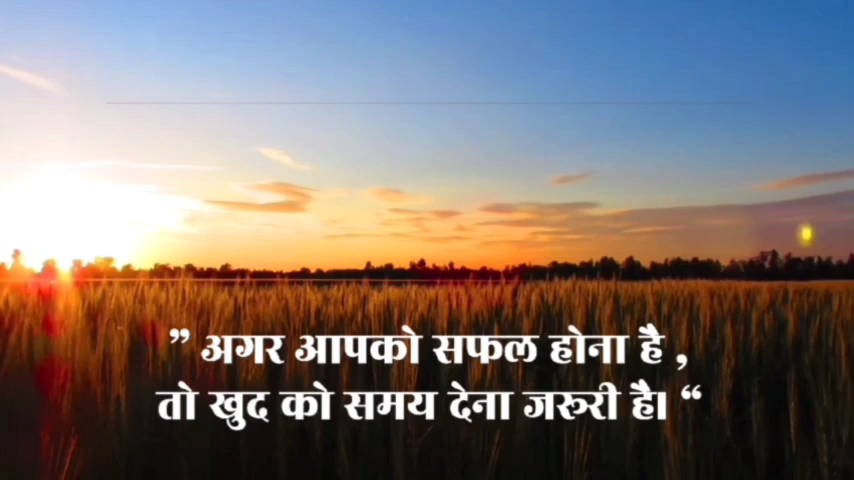 ” अगर आपको सफल होना है ,
तो खुद को समय देना जरूरी है। “